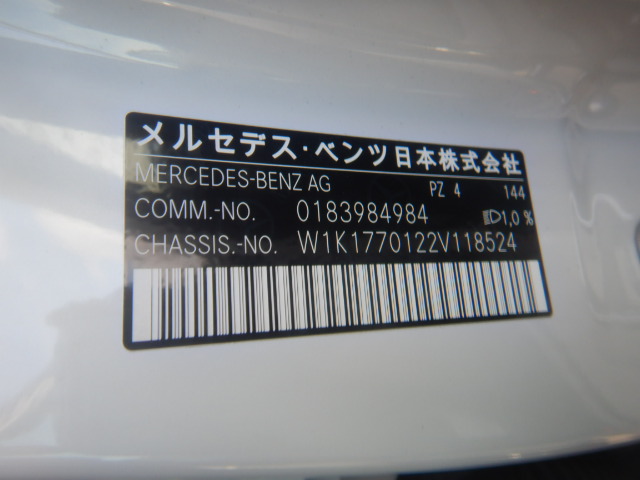 メルセデス・ベンツ日本株式会社
MERCEDES-BENZ AG PZ 4 144
COMM.-NO. 0183984984 1,0 %
CHASSIS.-NO. W1K1770122V118524